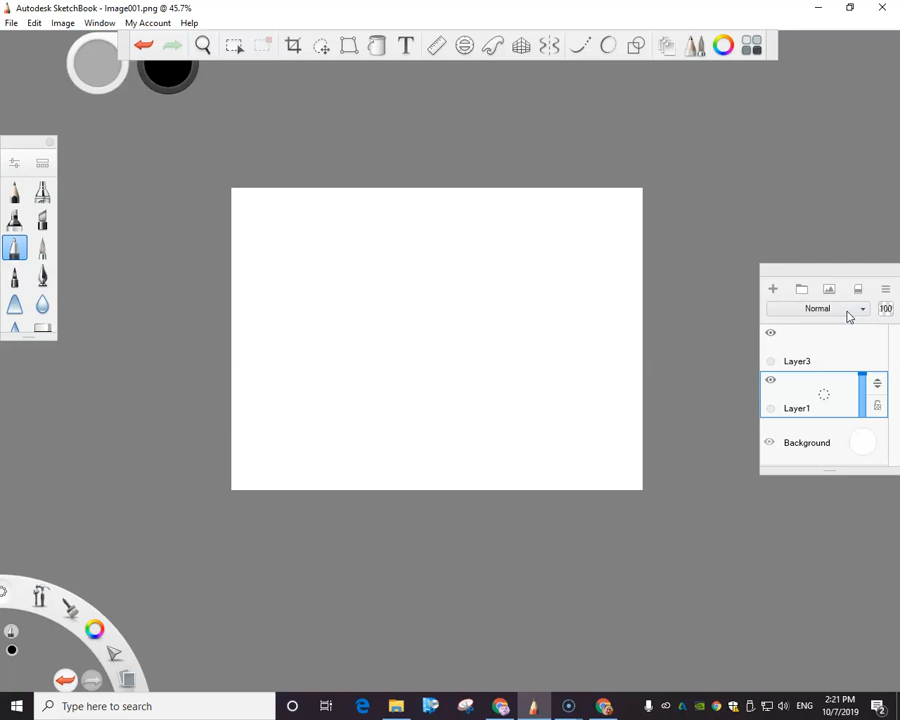 Autodesk SketchBook - Image001.png @ 45.7%
File Edit Image Window My Account Help
T
Normal 100
Layer3
Layer1
Background
Type here to search
ENG
2:21 PM
10/7/2019
2